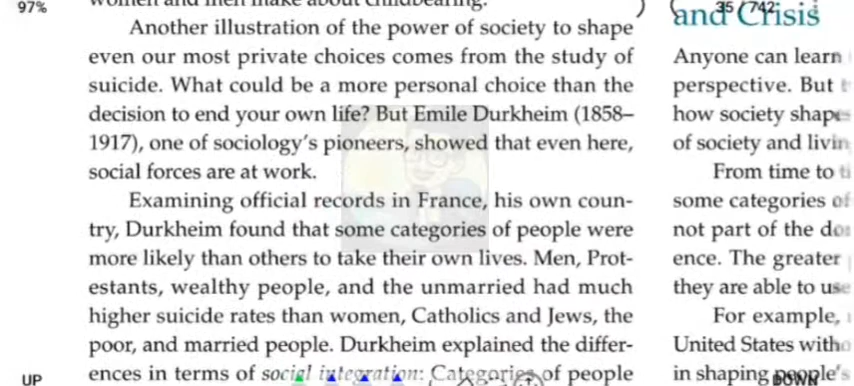 97%
women and men make about childbearing.
Another illustration of the power of society to shape
even our most private choices comes from the study of
suicide. What could be a more personal choice than the
decision to end your own life? But Emile Durkheim (1858–
1917), one of sociology's pioneers, showed that even here,
social forces are at work.
Examining official records in France, his own coun-
try, Durkheim found that some categories of people were
more likely than others to take their own lives. Men, Prot-
estants, wealthy people, and the unmarried had much
higher suicide rates than women, Catholics and Jews, the
poor, and married people. Durkheim explained the differ-
ences in terms of social integration: Categories of people
UP
35 / 742
and Crisis
Anyone can learn
perspective. But
how society shapes
of society and livin
From time to ti
some categories of
not part of the do
ence. The greater
they are able to use
For example,
United States witho
in shaping people's
DOWN